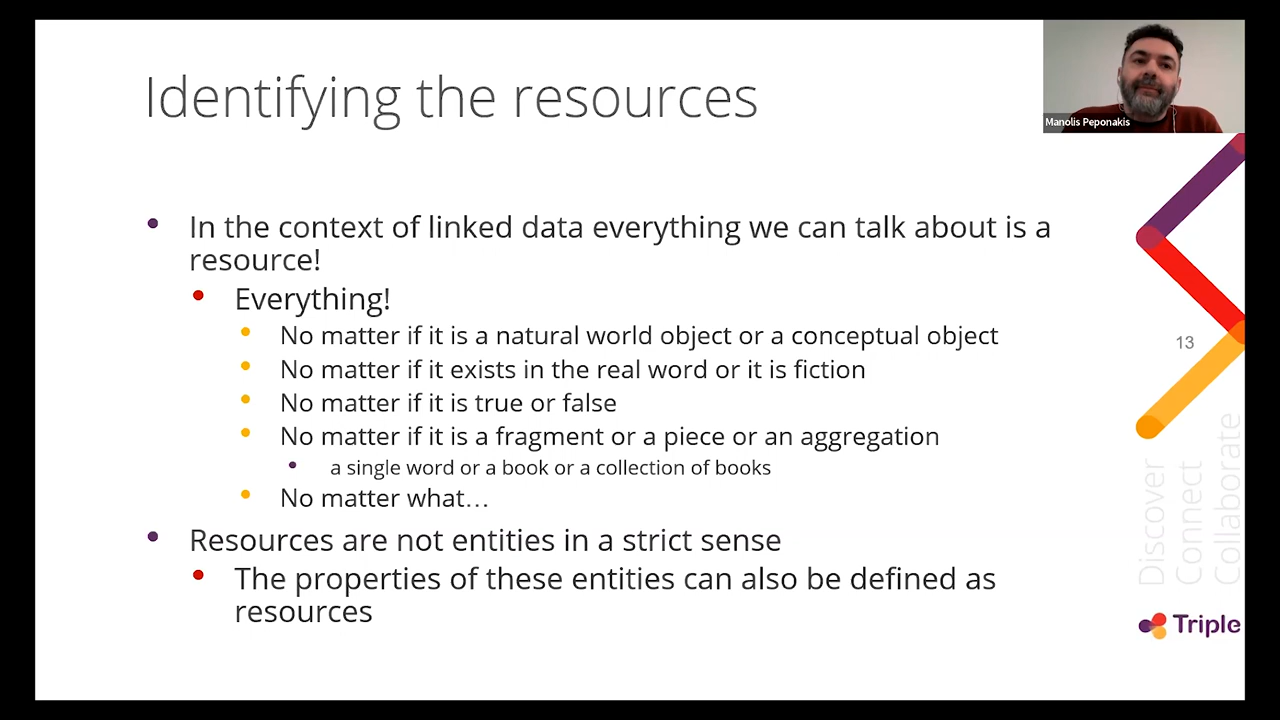 Identifying the resources
Manolis Peponakis
In the context of linked data everything we can talk about is a
resource!
Everything!
No matter if it is a natural world object or a conceptual object
No matter if it exists in the real word or it is fiction
No matter if it is true or false
No matter if it is a fragment or a piece or an aggregation
a single word or a book or a collection of books
No matter what...
Resources are not entities in a strict sense
The properties of these entities can also be defined as
resources
13
Discover
Connect
Collaborate
Triple